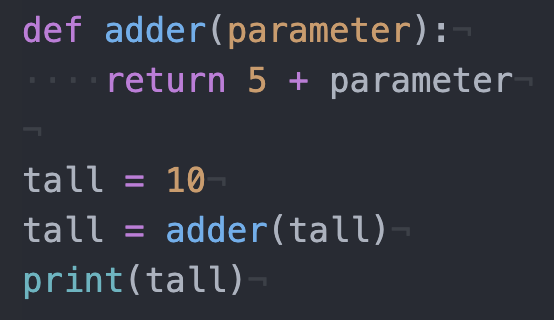 def adder(parameter):
    return 5 + parameter

tall = 10
tall = adder(tall)
print(tall)